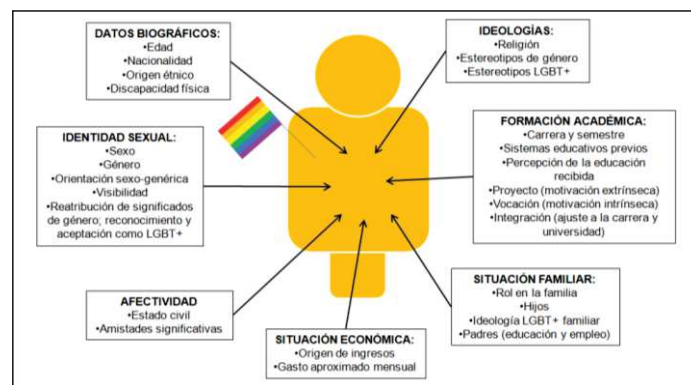 DATOS BIOGRÁFICOS:
•Edad
•Nacionalidad
•Origen étnico
•Discapacidad física
IDEOLOGÍAS:
•Religión
•Estereotipos de género
•Estereotipos LGBT+
IDENTIDAD SEXUAL:
•Sexo
•Género
•Orientación sexo-genérica
•Visibilidad
•Reatribución de significados
de género; reconocimiento y
aceptación como LGBT+
FORMACIÓN ACADÉMICA:
•Carrera y semestre
•Sistemas educativos previos
•Percepción de la educación
recibida
•Proyecto (motivación extrínseca)
•Vocación (motivación intrínseca)
•Integración (ajuste a la carrera y
universidad)
AFECTIVIDAD
•Estado civil
•Amistades significativas
SITUACIÓN ECONÓMICA:
•Origen de ingresos
•Gasto aproximado mensual
SITUACIÓN FAMILIAR:
•Rol en la familia
•Hijos
•Ideología LGBT+ familiar
•Padres (educación y empleo)